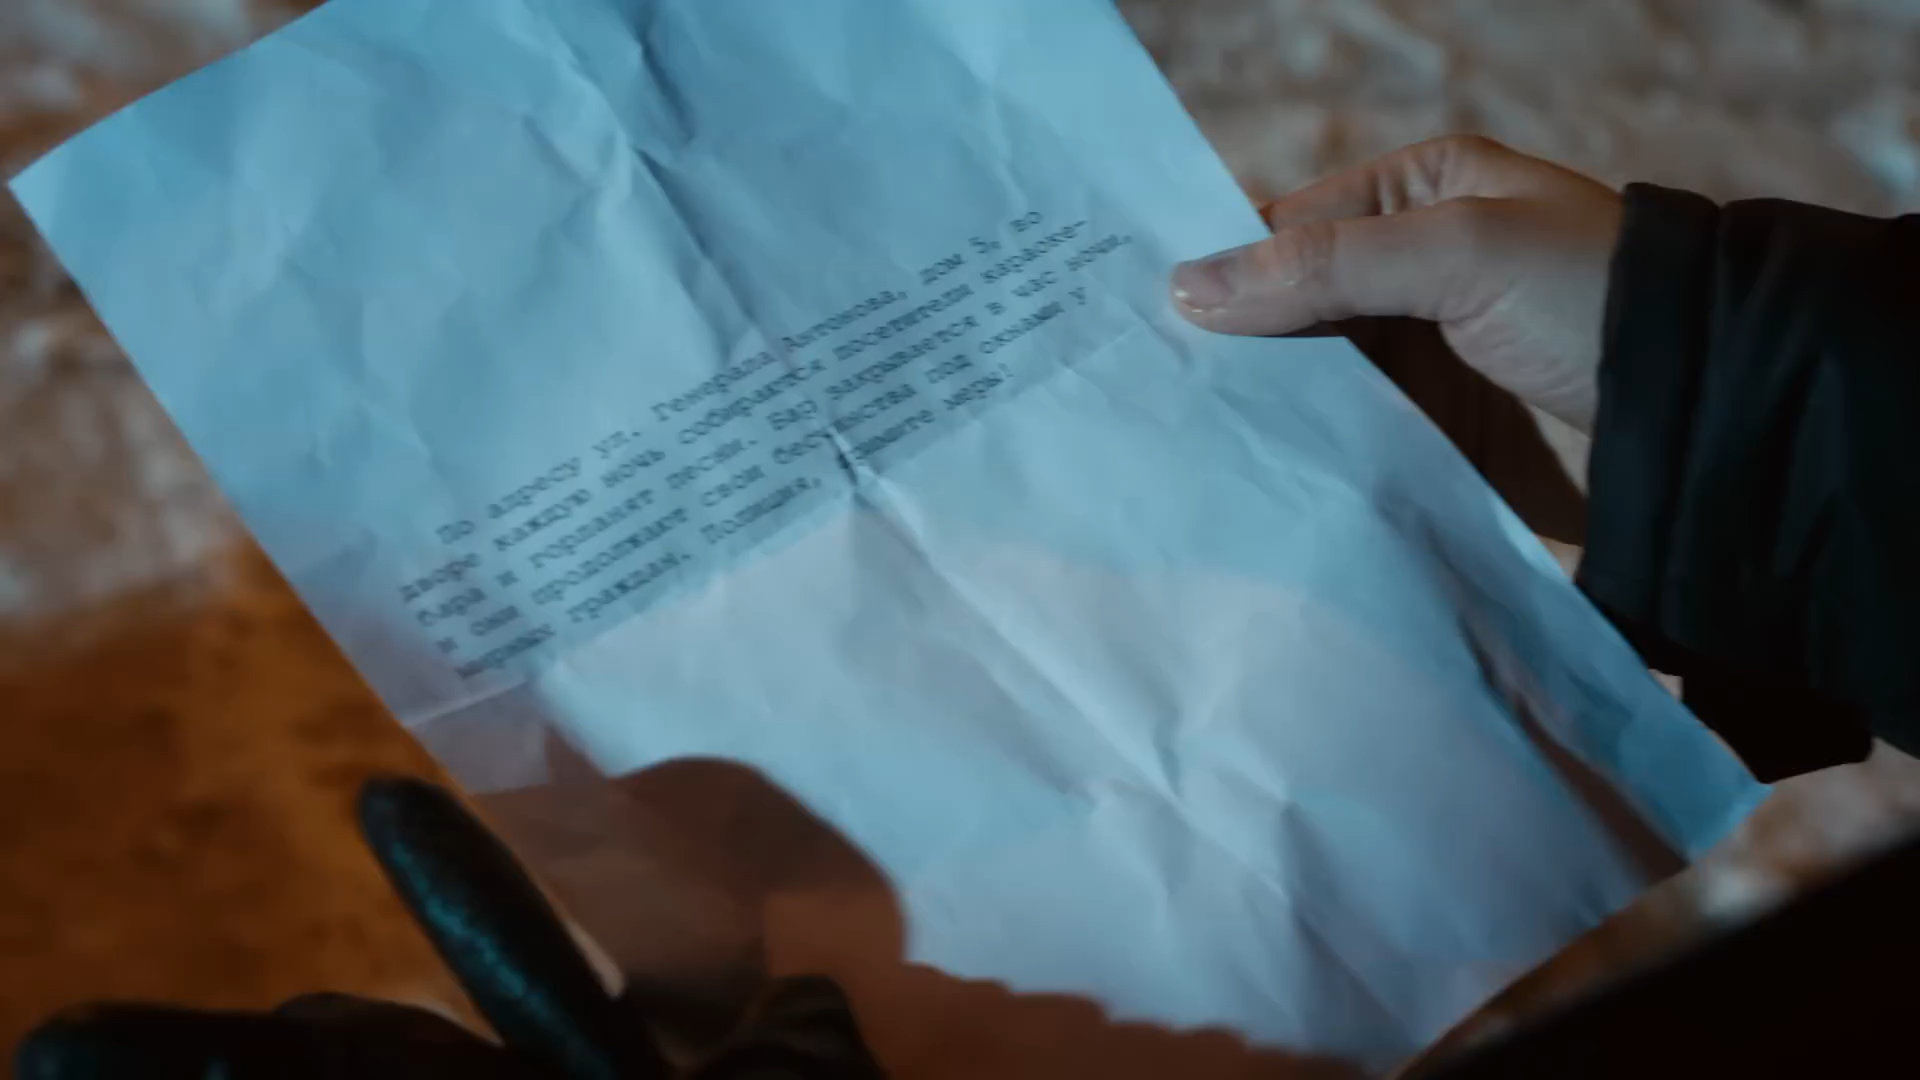 По адресу ул. Генерала Антонова, дом 5, во
дворе каждую ночь собираются посетители караоке-
бара и горланят песни. Бар закрывается в час ночи,
и они продолжают свои бесчинства под окнами у
мирных граждан. Полиция, примите меры!